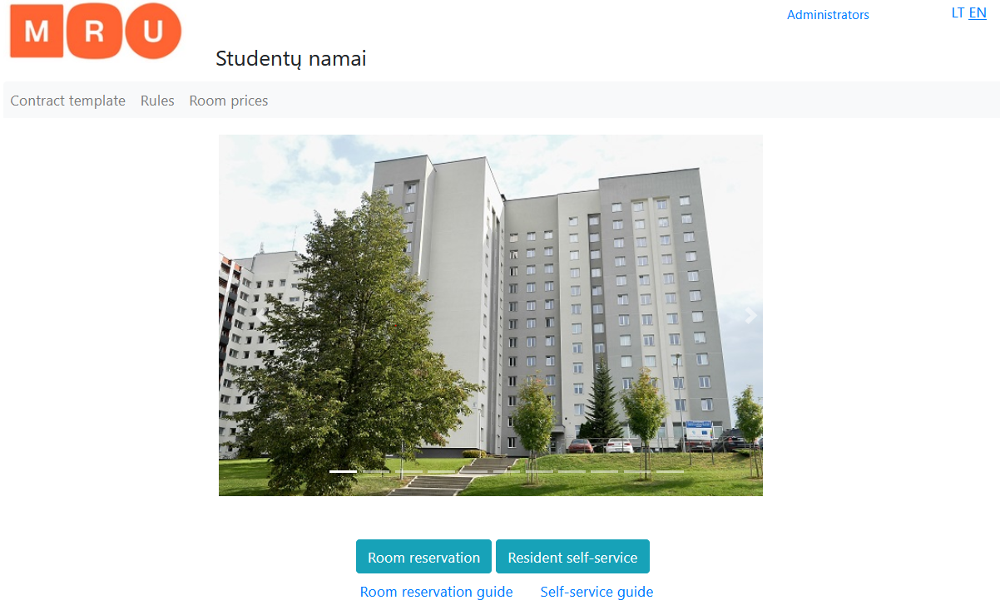 MRU
Administrators
LT EN
Studentų namai
Contract template Rules Room prices
Room reservation Resident self-service
Room reservation guide Self-service guide